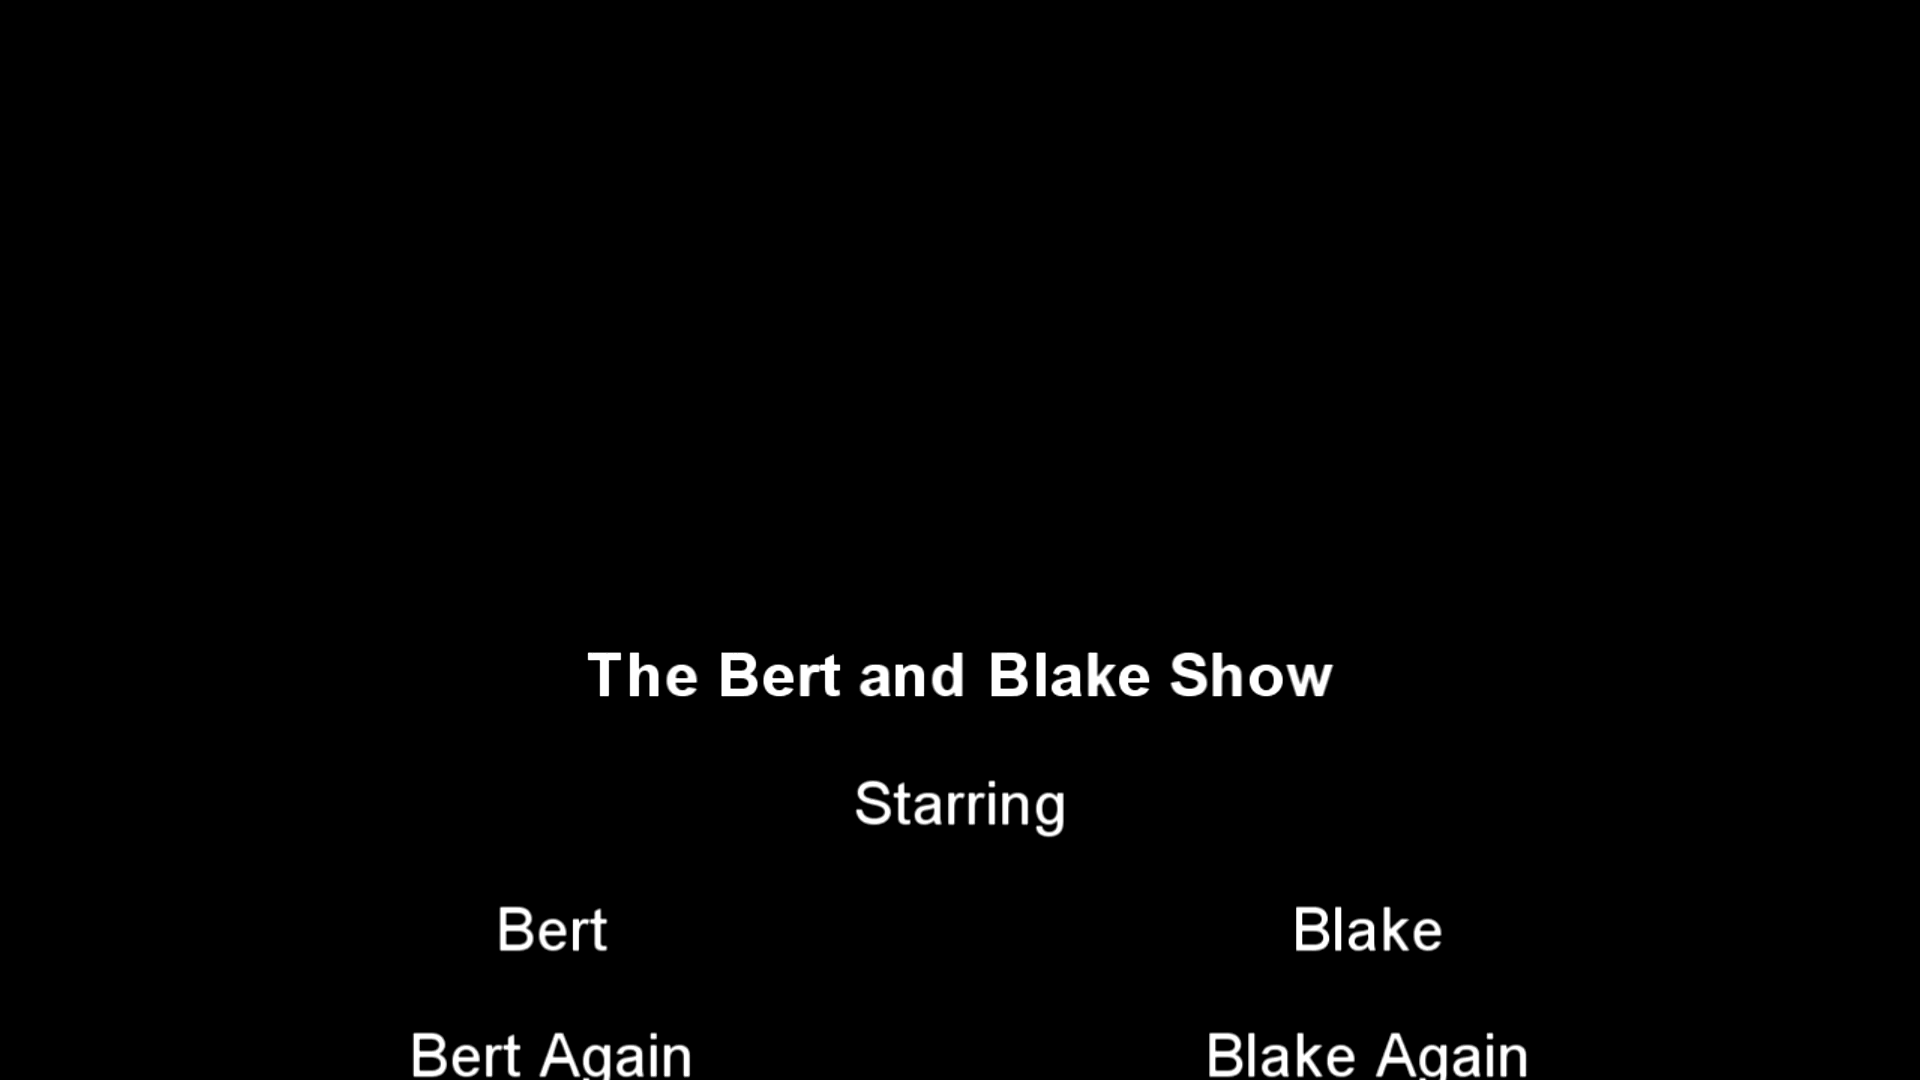 The Bert and Blake Show
Starring
Bert Blake
Bert Again Blake Again